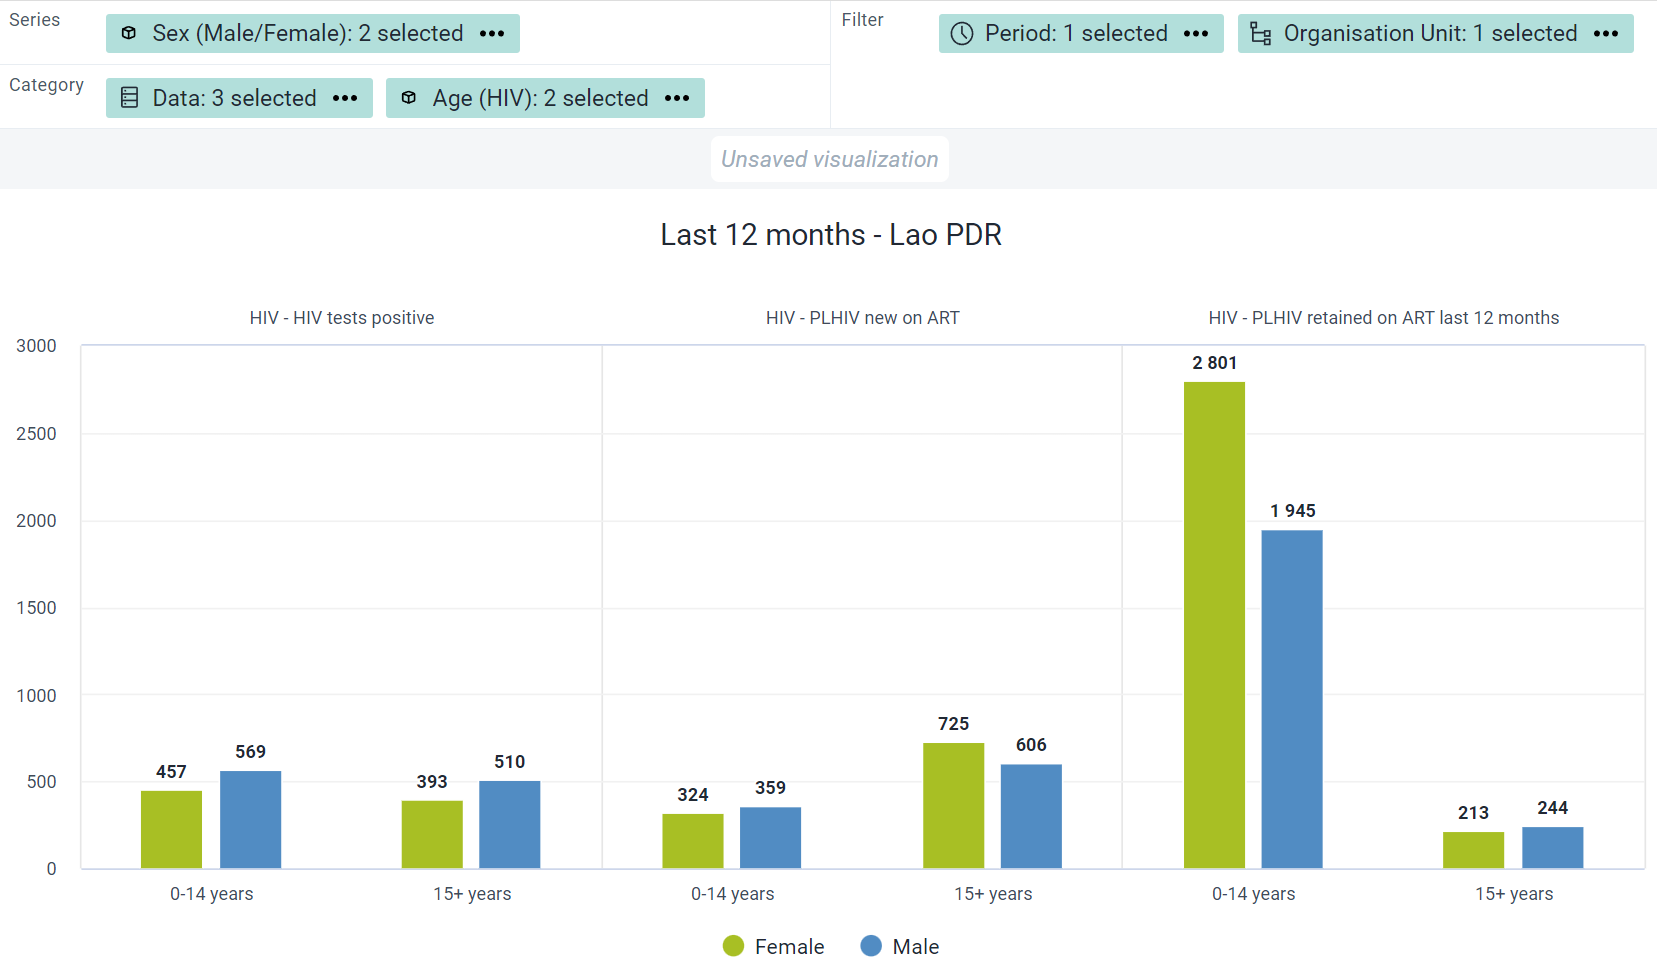 Series
Sex (Male/Female): 2 selected •••
Filter
Period: 1 selected •••
Organisation Unit: 1 selected •••
Category
Data: 3 selected •••
Age (HIV): 2 selected •••
Unsaved visualization
Last 12 months - Lao PDR
HIV - HIV tests positive
HIV - PLHIV new on ART
HIV - PLHIV retained on ART last 12 months
3000
2500
2000
1500
1000
500
0
457
569
393
510
324
359
725
606
2 801
1 945
213
244
0-14 years
15+ years
0-14 years
15+ years
0-14 years
15+ years
Female
Male